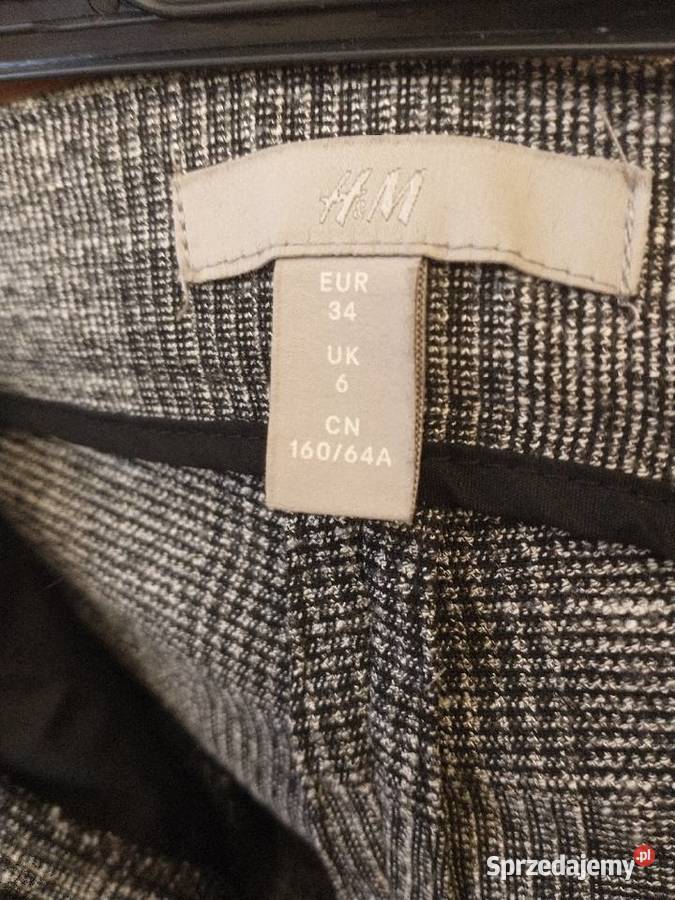 H&M
EUR
34
UK
6
CN
160/64A
Sprzedajemy.pl